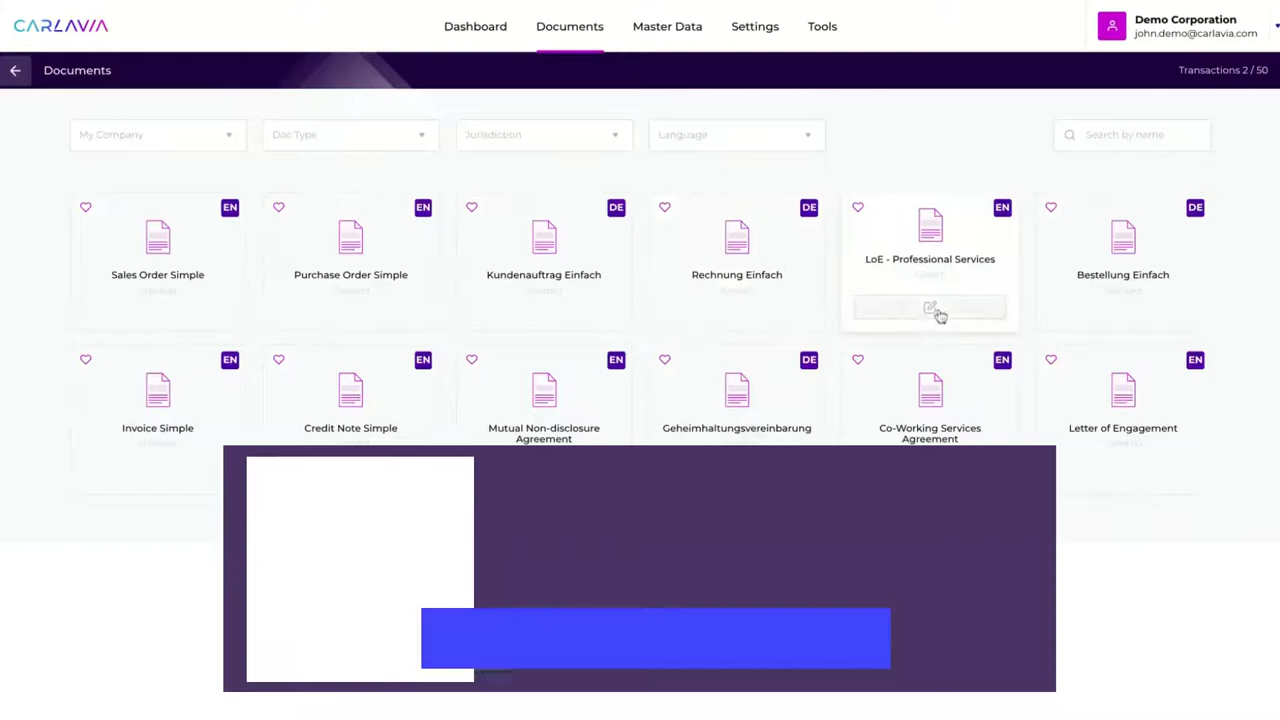 CARLAVIA
Dashboard
Documents
Master Data
Settings
Tools
Demo Corporation
john.demo@carlavia.com
Documents
Transactions 2 / 50
My Company
Doc Type
Jurisdiction
Language
Search by name
EN
EN
DE
DE
EN
DE
Sales Order Simple
Purchase Order Simple
Kundenauftrag Einfach
Rechnung Einfach
LoE - Professional Services
Bestellung Einfach
EN
EN
EN
DE
EN
EN
Invoice Simple
Credit Note Simple
Mutual Non-disclosure
Agreement
Geheimhaltungsvereinbarung
Co-Working Services
Agreement
Letter of Engagement